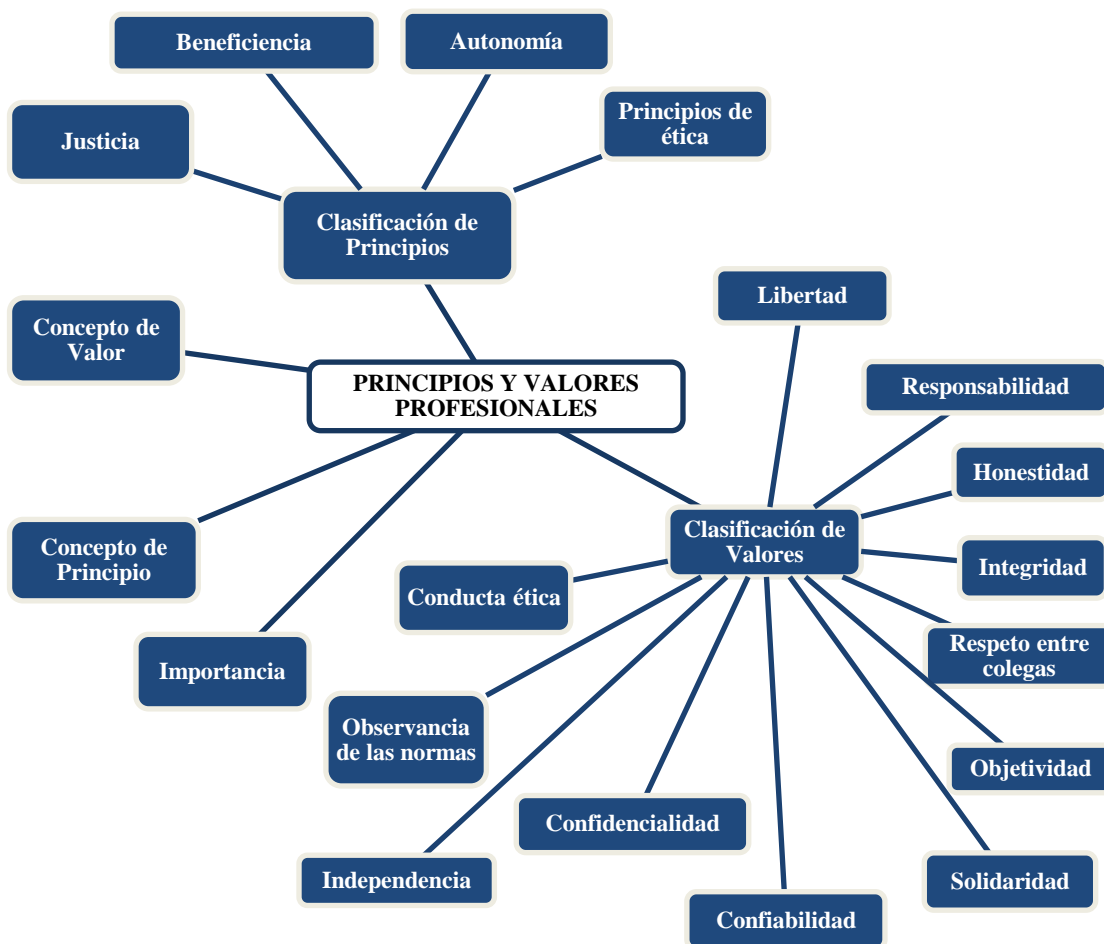 Beneficiencia
Autonomía
Principios de
ética
Justicia
Clasificación de
Principios
Libertad
Concepto de
Valor
PRINCIPIOS Y VALORES
PROFESIONALES
Responsabilidad
Honestidad
Clasificación de
Valores
Concepto de
Principio
Integridad
Conducta ética
Respeto entre
colegas
Importancia
Observancia
de las normas
Objetividad
Confidencialidad
Independencia
Solidaridad
Confiabilidad